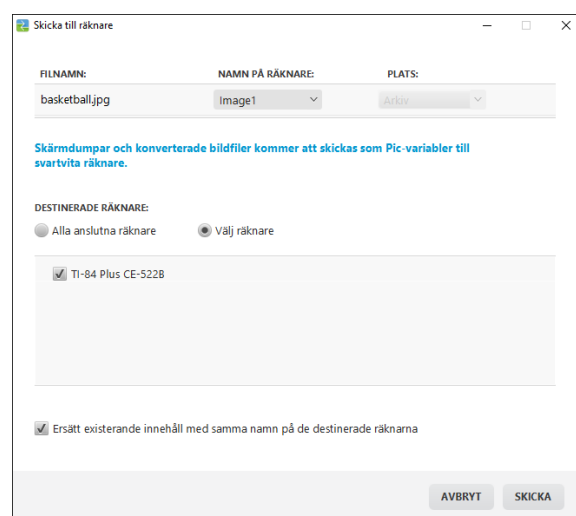 Skicka till räknare
FILNAMN: NAMN PÅ RÄKNARE: PLATS:
basketball.jpg Image1 Arkiv
Skärmdumpar och konverterade bildfiler kommer att skickas som Pic-variabler till
svartvita räknare.
DESTINERADE RÄKNARE:
Alla anslutna räknare Välj räknare
TI-84 Plus CE-522B
Ersätt existerande innehåll med samma namn på de destinerade räknarna
AVBRYT SKICKA